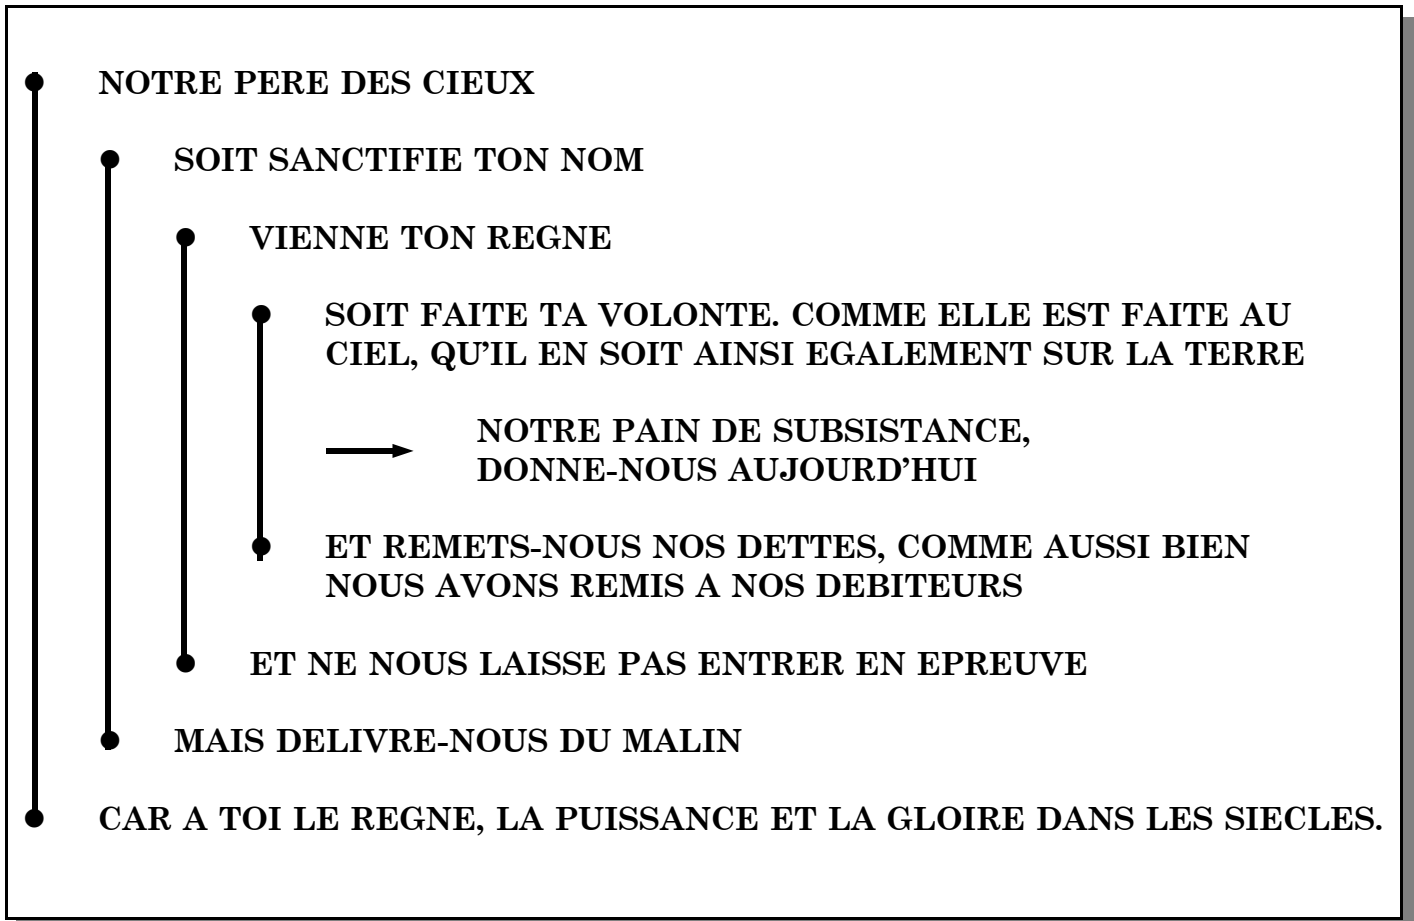 NOTRE PERE DES CIEUX
SOIT SANCTIFIE TON NOM
VIENNE TON REGNE
SOIT FAITE TA VOLONTE. COMME ELLE EST FAITE AU
CIEL, QU’IL EN SOIT AINSI EGALEMENT SUR LA TERRE
NOTRE PAIN DE SUBSISTANCE,
DONNE-NOUS AUJOURD’HUI
ET REMETS-NOUS NOS DETTES, COMME AUSSI BIEN
NOUS AVONS REMIS A NOS DEBITEURS
ET NE NOUS LAISSE PAS ENTRER EN EPREUVE
MAIS DELIVRE-NOUS DU MALIN
CAR A TOI LE REGNE, LA PUISSANCE ET LA GLOIRE DANS LES SIECLES.